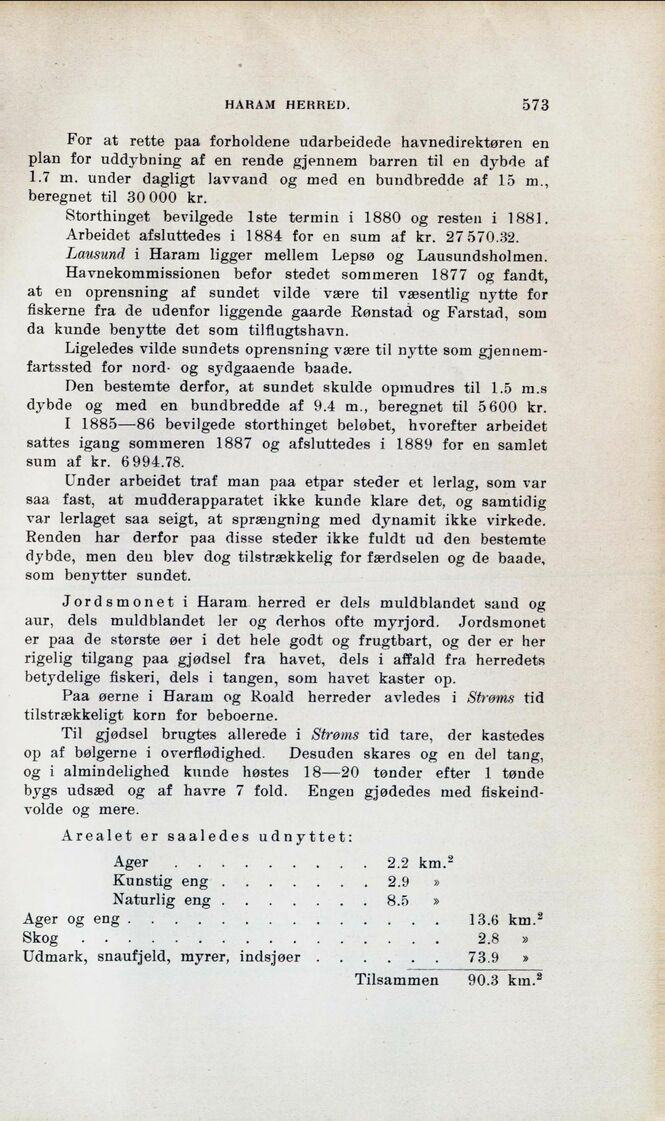 HARAM HERRED. 573
For at rette paa forholdene udarbeidede havnedirektøren en
plan for uddybning af en rende gjennem barren til en dybde af
1.7 m. under dagligt lavvand og med en bundbredde af 15 m.,
beregnet til 30 000 kr.
Storthinget bevilgede 1ste termin i 1880 og resten i 1881.
Arbeidet afsluttedes i 1884 for en sum af kr. 27 570.32.
Lausund i Haram ligger mellem Lepsø og Lausundsholmen.
Havnekommissionen befor stedet sommeren 1877 og fandt,
at en oprensning af sundet vilde være til væsentlig nytte for
fiskerne fra de udenfor liggende gaarde Rønstad og Farstad, som
da kunde benytte det som tilflugtshavn.
Ligeledes vilde sundets oprensning være til nytte som gjennem-
fartssted for nord- og sydgaaende baade.
Den bestemte derfor, at sundet skulde opmudres til 1.5 m.s
dybde og med en bundbredde af 9.4 m., beregnet til 5 600 kr.
I 1885—86 bevilgede storthinget beløbet, hvorefter arbeidet
sattes igang sommeren 1887 og afsluttedes i 1889 for en samlet
sum af kr. 6 994.78.
Under arbeidet traf man paa etpar steder et lerlag, som var
saa fast, at mudderapparatet ikke kunde klare det, og samtidig
var lerlaget saa seigt, at sprængning med dynamit ikke virkede.
Renden har derfor paa disse steder ikke fuldt ud den bestemte
dybde, men den blev dog tilstrækkelig for færdselen og de baade,
som benytter sundet.
Jordsmonet i Haram herred er dels muldblandet sand og
aur, dels muldblandet ler og derhos ofte myrjord. Jordsmonet
er paa de største øer i det hele godt og frugtbart, og der er her
rigelig tilgang paa gjødsel fra havet, dels i affald fra herredets
betydelige fiskeri, dels i tangen, som havet kaster op.
Paa øerne i Haram og Roald herreder avledes i Strøms tid
tilstrækkeligt korn for beboerne.
Til gjødsel brugtes allerede i Strøms tid tare, der kastedes
op af bølgerne i overflødighed. Desuden skares og en del tang,
og i almindelighed kunde høstes 18—20 tønder efter 1 tønde
bygs udsæd og af havre 7 fold. Engen gjødedes med fiskeind-
volde og mere.
Arealet er saaledes udnyttet:
Ager . . . . . . . . . 2.2 km.²
Kunstig eng . . . . . . . 2.9 »
Naturlig eng . . . . . . . 8.5 »
Ager og eng . . . . . . . . . . . . . . 13.6 km.²
Skog . . . . . . . . . . . . . . . . 2.8 »
Udmark, snaufjeld, myrer, indsjøer . . . . . . 73.9 »
Tilsammen 90.3 km.²